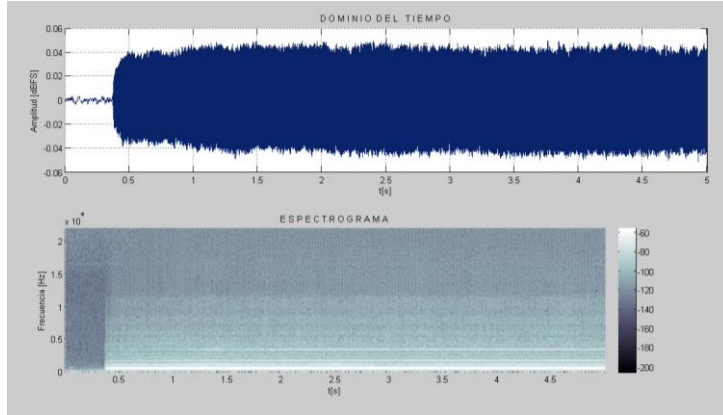 DOMINIO DEL TIEMPO
0.06
0.04
0.02
0
-0.02
-0.04
-0.06
Amplitud [dBFS]
0 0.5 1 1.5 2 2.5 3 3.5 4 4.5 5
t[s]
ESPECTROGRAMA
x 10^4
2
1.5
1
0.5
0
Frecuencia [Hz]
0.5 1 1.5 2 2.5 3 3.5 4 4.5
t[s]
-60
-80
-100
-120
-140
-160
-180
-200